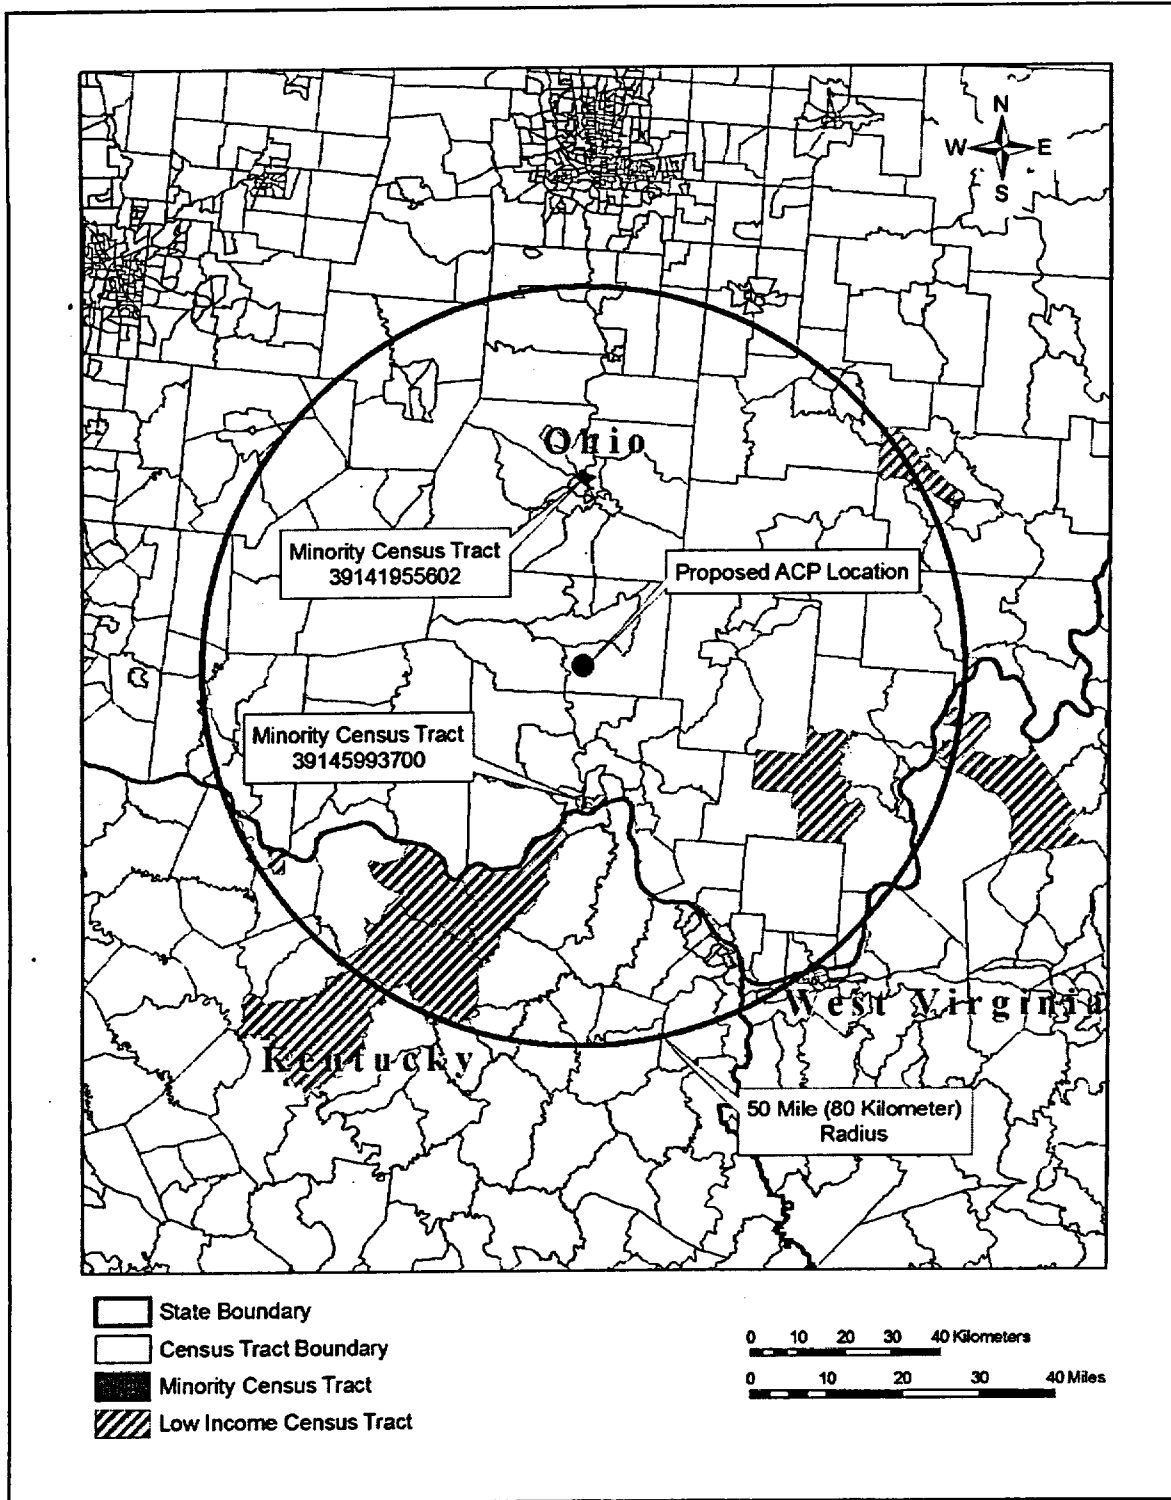 N
W E
S
Ohio
Minority Census Tract
39141955602
Proposed ACP Location
Minority Census Tract
39145993700
West Virginia
Kentucky
50 Mile (80 Kilometer)
Radius
State Boundary
Census Tract Boundary
Minority Census Tract
Low Income Census Tract
0 10 20 30 40 Kilometers
0 10 20 30 40 Miles